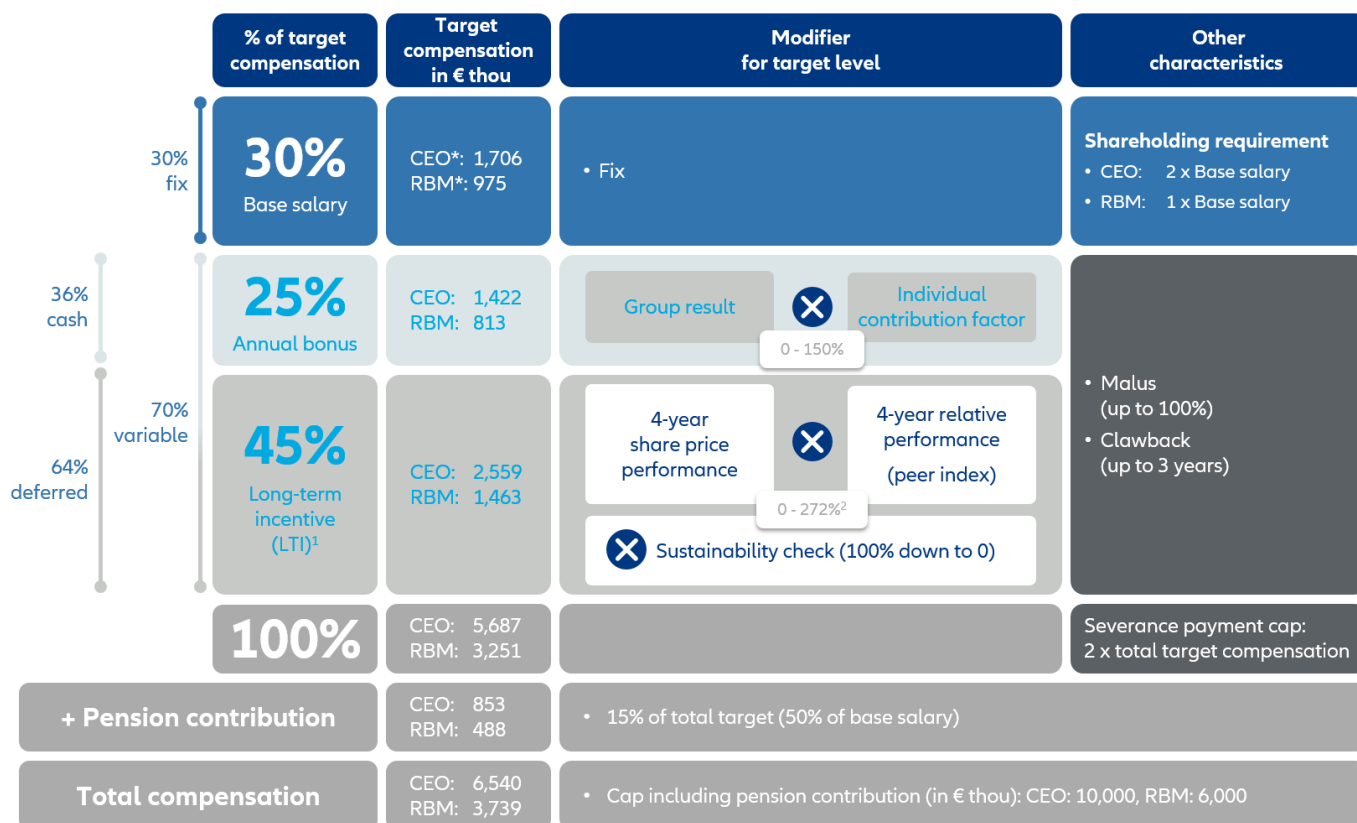 % of target
compensation
Target
compensation
in € thou
Modifier
for target level
Other
characteristics
30%
fix
30%
Base salary
CEO*: 1,706
RBM*: 975
• Fix
Shareholding requirement
• CEO: 2 x Base salary
• RBM: 1 x Base salary
36%
cash
70%
variable
64%
deferred
25%
Annual bonus
CEO: 1,422
RBM: 813
Group result
Individual
contribution factor
0 - 150%
45%
Long-term
incentive
(LTI)¹
CEO: 2,559
RBM: 1,463
4-year
share price
performance
4-year relative
performance
(peer index)
0 - 272%²
Sustainability check (100% down to 0)
• Malus
(up to 100%)
• Clawback
(up to 3 years)
100%
CEO: 5,687
RBM: 3,251
Severance payment cap:
2 x total target compensation
+ Pension contribution
CEO: 853
RBM: 488
• 15% of total target (50% of base salary)
Total compensation
CEO: 6,540
RBM: 3,739
• Cap including pension contribution (in € thou): CEO: 10,000, RBM: 6,000